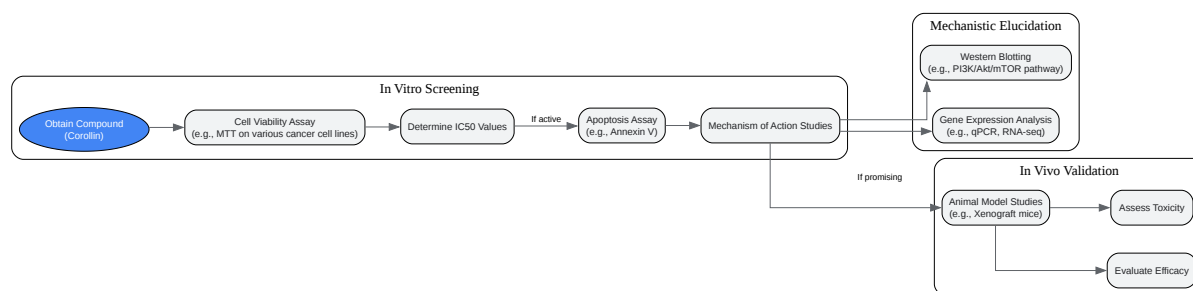 Mechanistic Elucidation
Western Blotting
(e.g., PI3K/Akt/mTOR pathway)
In Vitro Screening
Obtain Compound
(Corollin)
Cell Viability Assay
(e.g., MTT on various cancer cell lines)
Determine IC50 Values
If active
Apoptosis Assay
(e.g., Annexin V)
Mechanism of Action Studies
Gene Expression Analysis
(e.g., qPCR, RNA-seq)
If promising
In Vivo Validation
Animal Model Studies
(e.g., Xenograft mice)
Assess Toxicity
Evaluate Efficacy